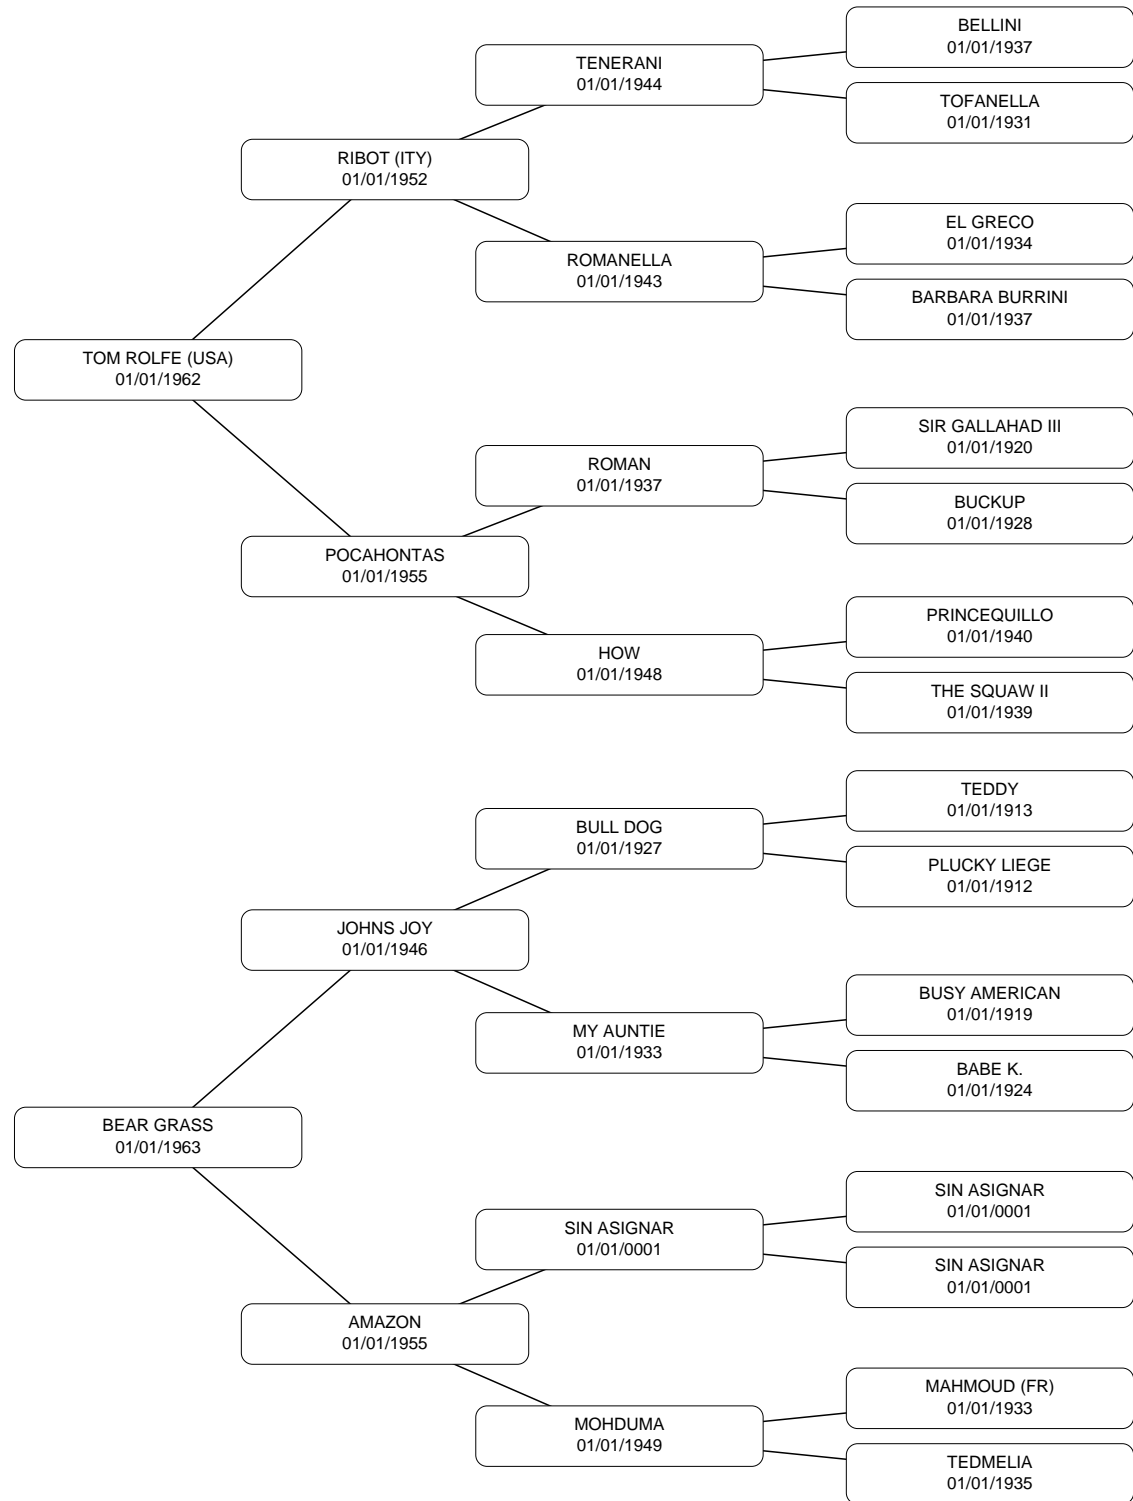 BELLINI
01/01/1937
TENERANI
01/01/1944
TOFANELLA
01/01/1931
RIBOT (ITY)
01/01/1952
EL GRECO
01/01/1934
ROMANELLA
01/01/1943
BARBARA BURRINI
01/01/1937
TOM ROLFE (USA)
01/01/1962
SIR GALLAHAD III
01/01/1920
ROMAN
01/01/1937
BUCKUP
01/01/1928
POCAHONTAS
01/01/1955
PRINCEQUILLO
01/01/1940
HOW
01/01/1948
THE SQUAW II
01/01/1939
TEDDY
01/01/1913
BULL DOG
01/01/1927
PLUCKY LIEGE
01/01/1912
JOHNS JOY
01/01/1946
BUSY AMERICAN
01/01/1919
MY AUNTIE
01/01/1933
BABE K.
01/01/1924
BEAR GRASS
01/01/1963
SIN ASIGNAR
01/01/0001
SIN ASIGNAR
01/01/0001
SIN ASIGNAR
01/01/0001
AMAZON
01/01/1955
MAHMOUD (FR)
01/01/1933
MOHDUMA
01/01/1949
TEDMELIA
01/01/1935